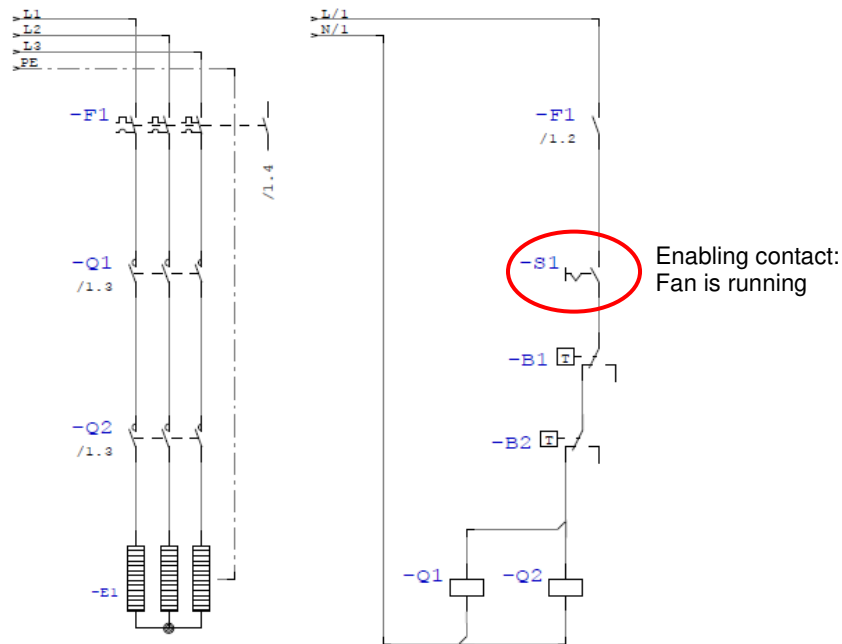 L1
L2
L3
PE
-F1
/1.4
-Q1
/1.3
-Q2
/1.3
-E1
L/1
N/1
-F1
/1.2
-S1
Enabling contact:
Fan is running
-B1 T
-B2 T
-Q1
-Q2